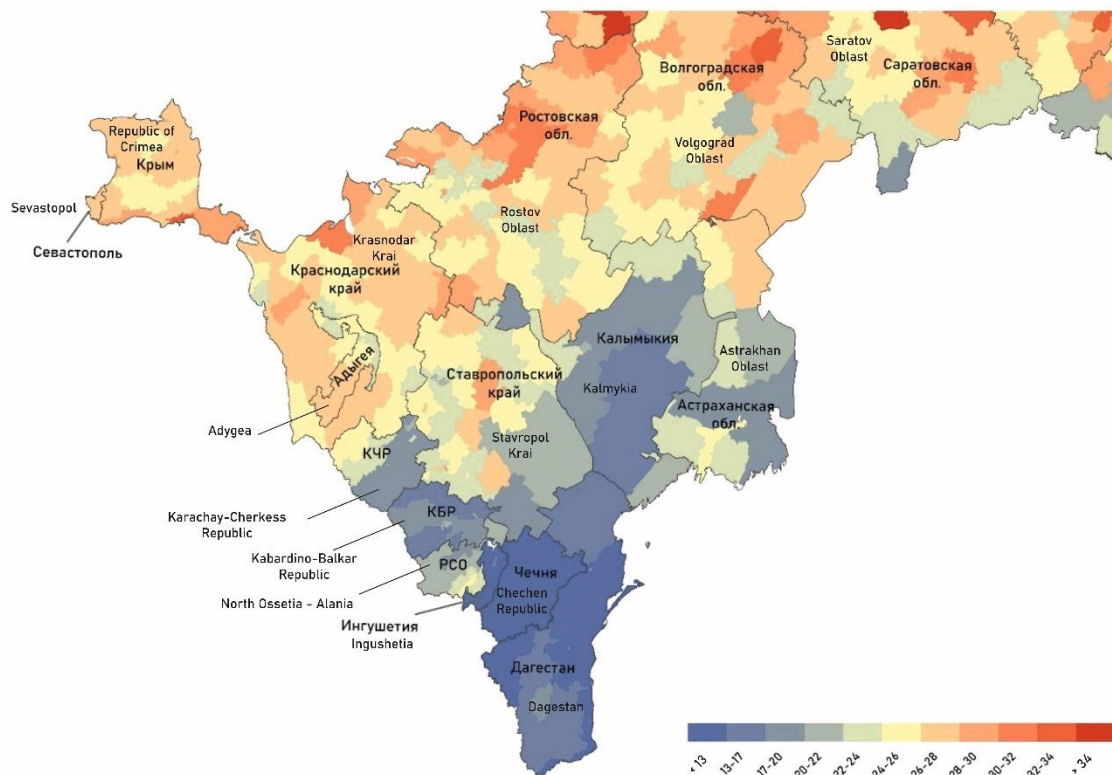 Saratov
Oblast
Саратовская
обл.
Волгоградская
обл.
Ростовская
обл.
Volgograd
Oblast
Republic of
Crimea
Крым
Sevastopol
Севастополь
Rostov
Oblast
Krasnodar
Krai
Краснодарский
край
Адыгея
Adygea
Ставропольский
край
Stavropol
Krai
Калымыкия
Kalmykia
Astrakhan
Oblast
Астраханская
обл.
КЧР
Karachay-Cherkess
Republic
КБР
Kabardino-Balkar
Republic
РСО
North Ossetia - Alania
Чечня
Chechen
Republic
Ингушетия
Ingushetia
Дагестан
Dagestan
< 13
13-17
17-20
20-22
22-24
24-26
26-28
28-30
30-32
32-34
> 34